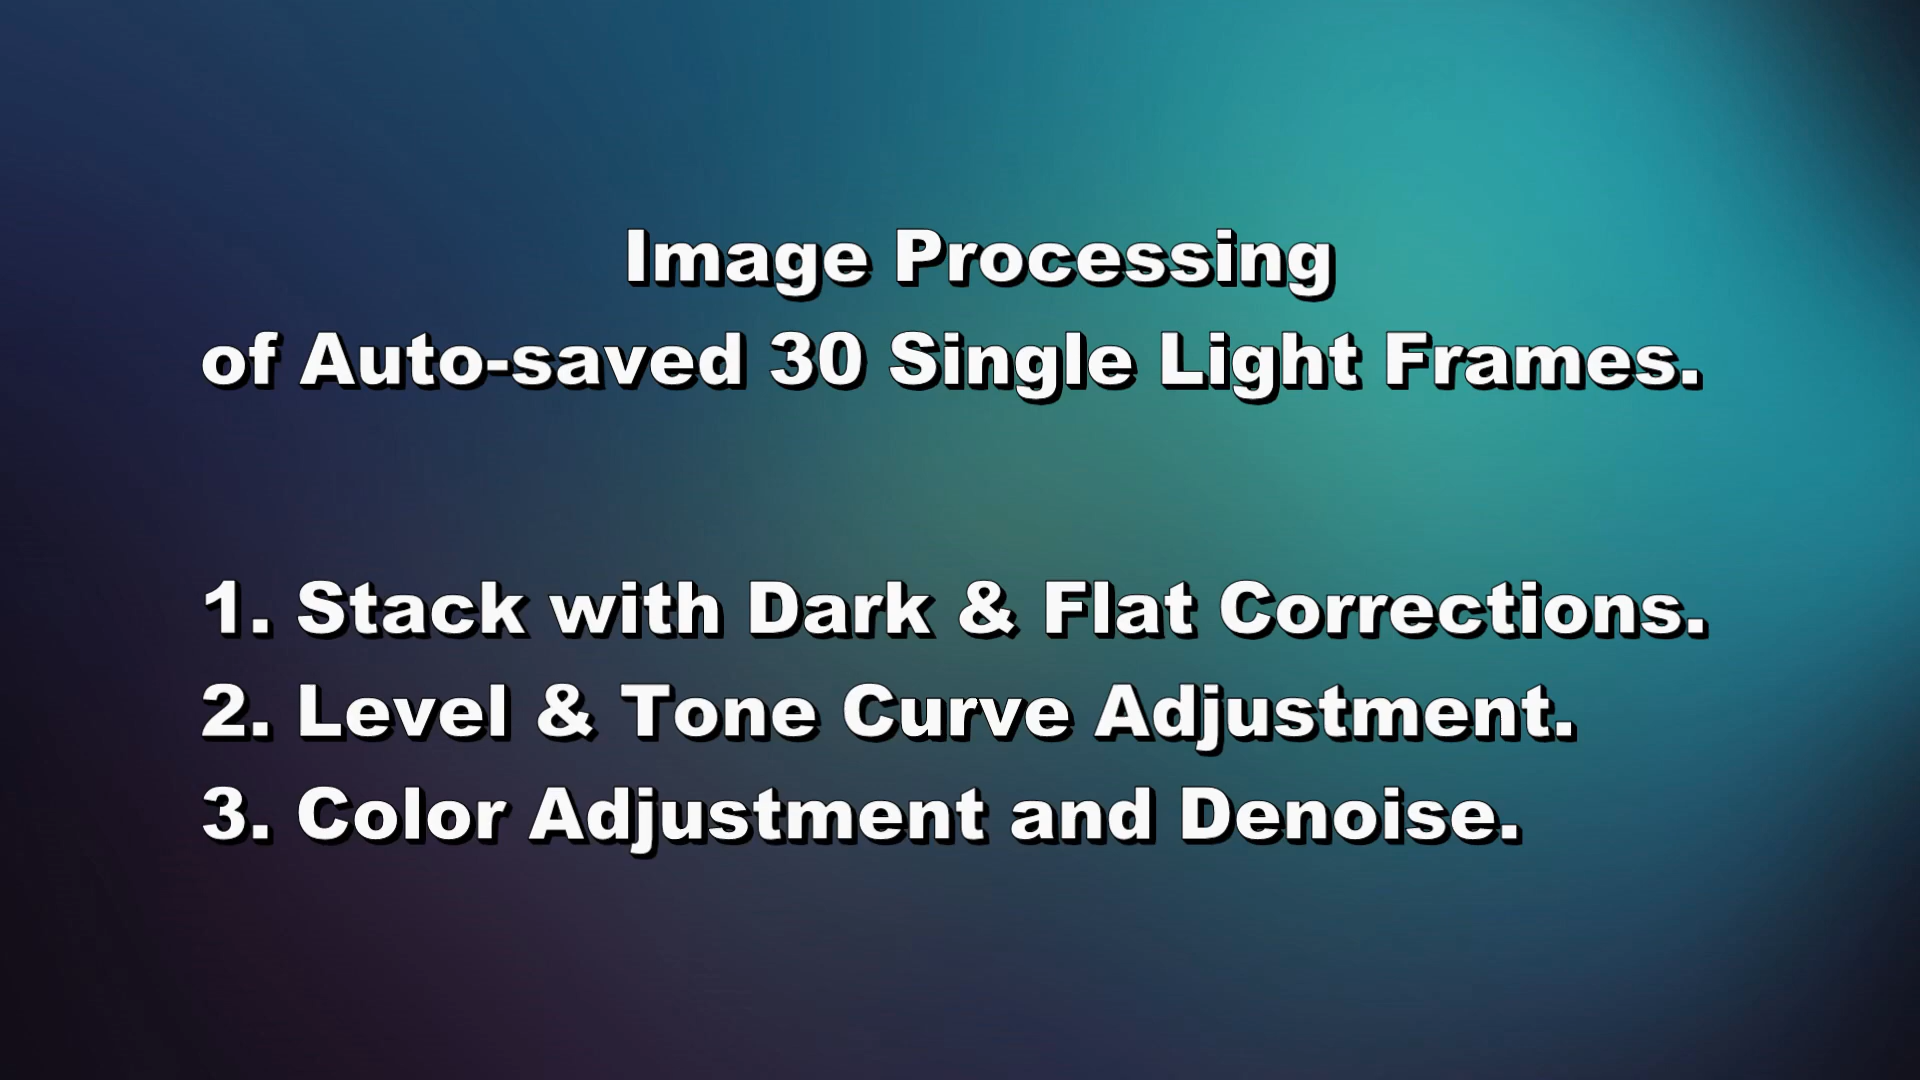 Image Processing
of Auto-saved 30 Single Light Frames.
1. Stack with Dark & Flat Corrections.
2. Level & Tone Curve Adjustment.
3. Color Adjustment and Denoise.